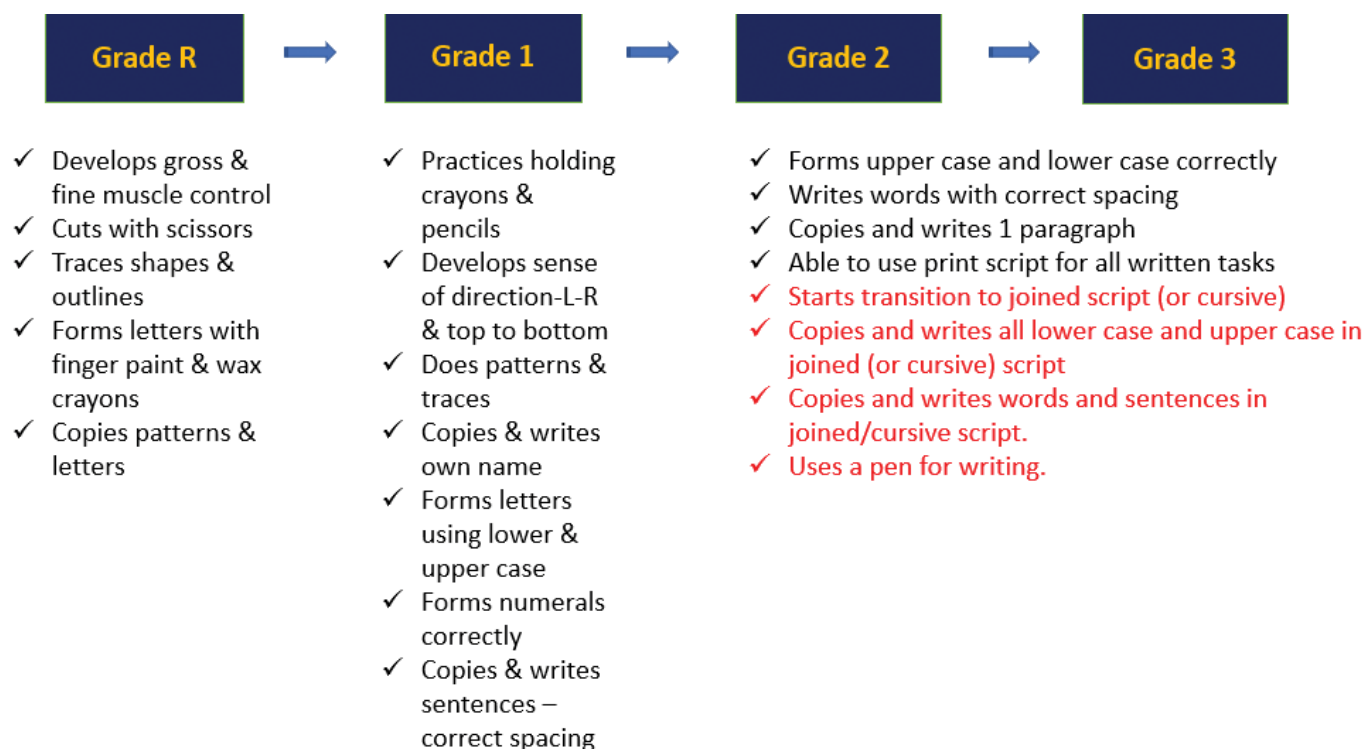 Grade R
Grade 1
Grade 2
Grade 3
✓ Develops gross &
fine muscle control
✓ Cuts with scissors
✓ Traces shapes &
outlines
✓ Forms letters with
finger paint & wax
crayons
✓ Copies patterns &
letters
✓ Practices holding
crayons &
pencils
✓ Develops sense
of direction-L-R
& top to bottom
✓ Does patterns &
traces
✓ Copies & writes
own name
✓ Forms letters
using lower &
upper case
✓ Forms numerals
correctly
✓ Copies & writes
sentences –
correct spacing
✓ Forms upper case and lower case correctly
✓ Writes words with correct spacing
✓ Copies and writes 1 paragraph
✓ Able to use print script for all written tasks
✓ Starts transition to joined script (or cursive)
✓ Copies and writes all lower case and upper case in
joined (or cursive) script
✓ Copies and writes words and sentences in
joined/cursive script.
✓ Uses a pen for writing.